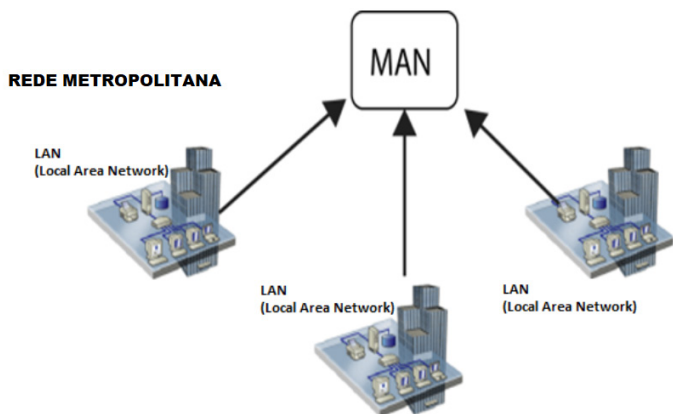 MAN
REDE METROPOLITANA
LAN
(Local Area Network)
LAN
(Local Area Network)
LAN
(Local Area Network)